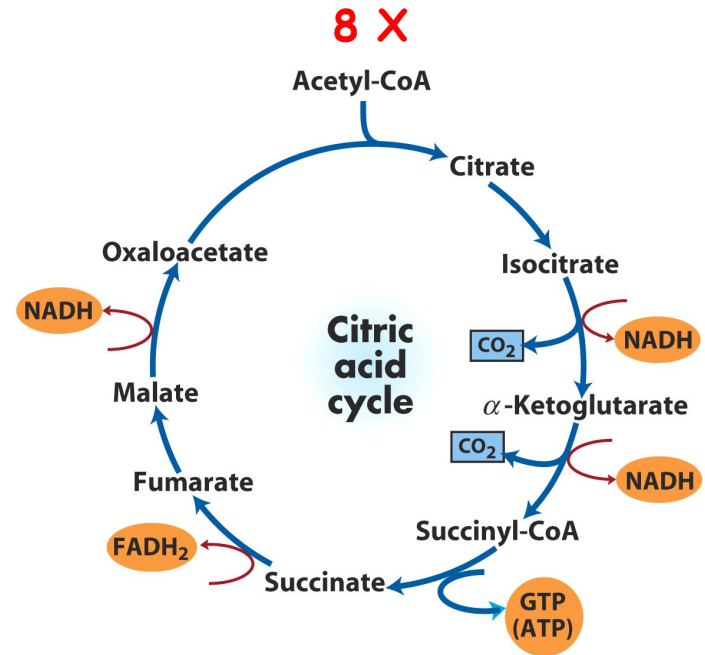 8 X
Acetyl-CoA
Citrate
Isocitrate
NADH
CO₂
α-Ketoglutarate
NADH
CO₂
Succinyl-CoA
GTP
(ATP)
Succinate
FADH₂
Fumarate
Malate
NADH
Oxaloacetate
Citric
acid
cycle